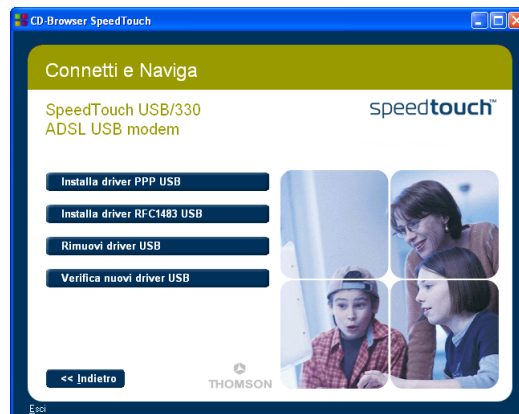 CD-Browser SpeedTouch
Connetti e Naviga
SpeedTouch USB/330
ADSL USB modem
speedtouch™
Installa driver PPP USB
Installa driver RFC1483 USB
Rimuovi driver USB
Verifica nuovi driver USB
<< Indietro
THOMSON
Esci